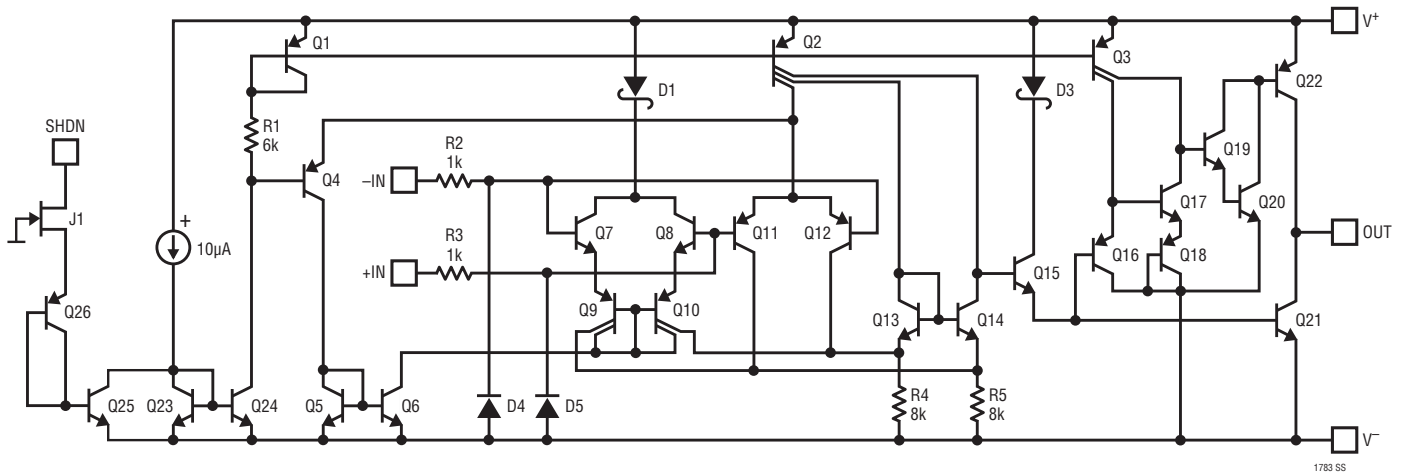 V+
Q1
Q2
Q3
Q22
D1
D3
SHDN
R1
6k
R2
1k
Q19
–IN
Q4
Q17
Q20
J1
+
10µA
R3
1k
Q7
Q8
Q11
Q12
OUT
+IN
Q16
Q18
Q15
Q26
Q9
Q10
Q13
Q14
Q21
Q25
Q23
Q24
Q5
Q6
D4
D5
R4
8k
R5
8k
V–
1783 SS